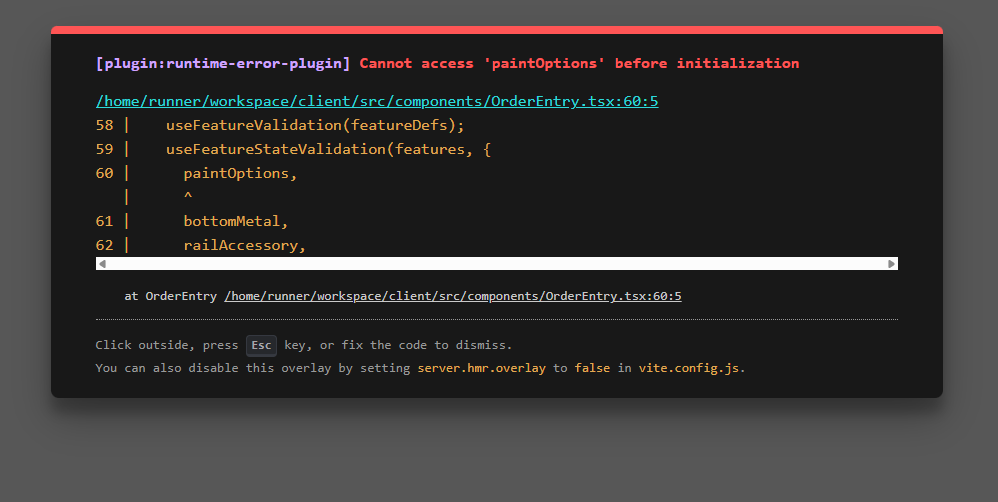 [plugin:runtime-error-plugin] Cannot access 'paintOptions' before initialization
/home/runner/workspace/client/src/components/OrderEntry.tsx:60:5
58 |    useFeatureValidation(featureDefs);
59 |    useFeatureStateValidation(features, {
60 |      paintOptions,
   |      ^
61 |      bottomMetal,
62 |      railAccessory,
at OrderEntry /home/runner/workspace/client/src/components/OrderEntry.tsx:60:5
Click outside, press Esc key, or fix the code to dismiss.
You can also disable this overlay by setting server.hmr.overlay to false in vite.config.js.